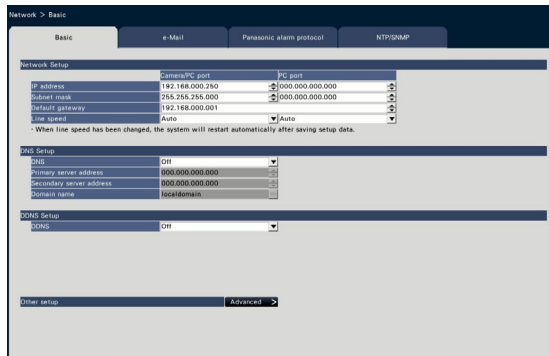 Network > Basic
Basic e-Mail Panasonic alarm protocol NTP/SNMP
Network Setup
Camera/PC port PC port
IP address 192.168.000.250 000.000.000.000
Subnet mask 255.255.255.000 000.000.000.000
Default gateway 192.168.000.001
Line speed Auto Auto
· When line speed has been changed, the system will restart automatically after saving setup data.
DNS Setup
DNS Off
Primary server address 000.000.000.000
Secondary server address 000.000.000.000
Domain name localdomain
DDNS Setup
DDNS Off
Other setup Advanced >